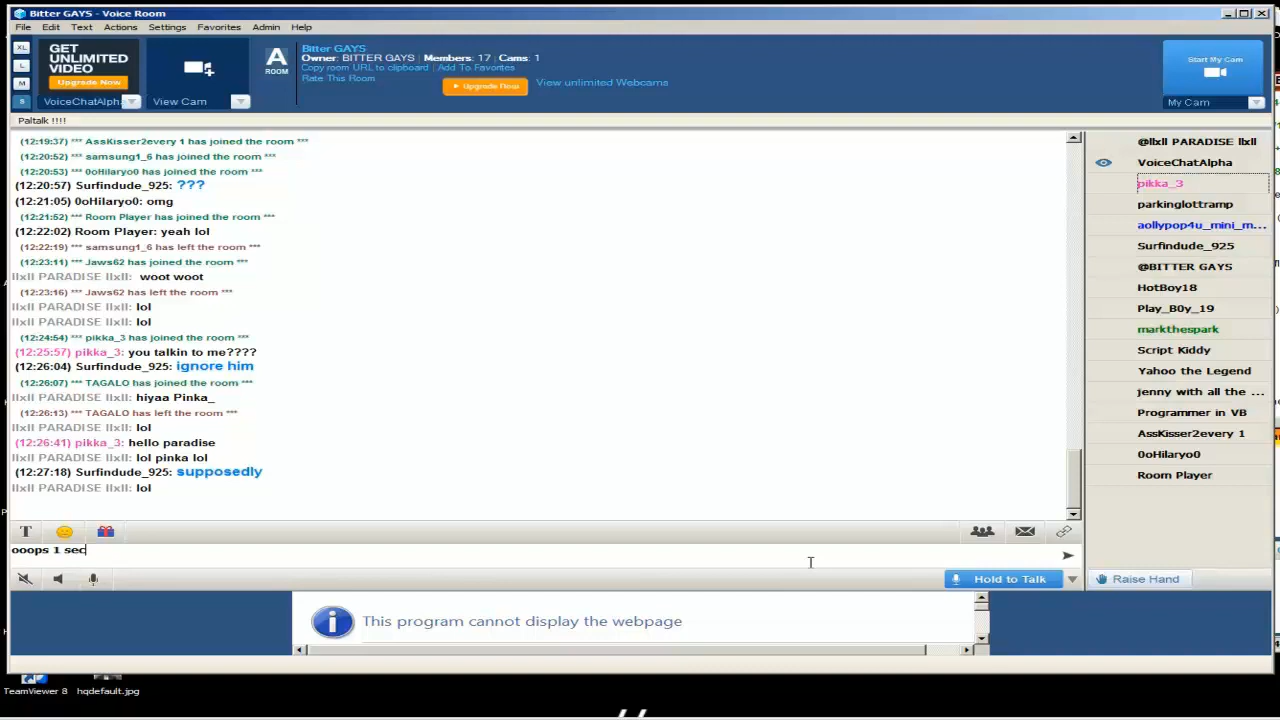 Bitter GAYS - Voice Room
File Edit Text Actions Settings Favorites Admin Help
XL
L
M
S
GET
UNLIMITED
VIDEO
Upgrade Now
VoiceChatAlph
View Cam
A
ROOM
Bitter GAYS
Owner: BITTER GAYS | Members: 17 | Cams: 1
Copy room URL to clipboard | Add To Favorites
Rate This Room
Upgrade Now
View unlimited Webcams
Start My Cam
My Cam
Paltalk !!!!
(12:19:37) *** AssKisser2every 1 has joined the room ***
(12:20:52) *** samsung1_6 has joined the room ***
(12:20:53) *** 0oHilaryo0 has joined the room ***
(12:20:57) Surfindude_925: ???
(12:21:05) 0oHilaryo0: omg
(12:21:52) *** Room Player has joined the room ***
(12:22:02) Room Player: yeah lol
(12:22:19) *** samsung1_6 has left the room ***
(12:23:11) *** Jaws62 has joined the room ***
llxll PARADISE llxll: woot woot
(12:23:16) *** Jaws62 has left the room ***
llxll PARADISE llxll: lol
llxll PARADISE llxll: lol
(12:24:54) *** pikka_3 has joined the room ***
(12:25:57) pikka_3: you talkin to me????
(12:26:04) Surfindude_925: ignore him
(12:26:07) *** TAGALO has joined the room ***
llxll PARADISE llxll: hiyaa Pinka_
(12:26:13) *** TAGALO has left the room ***
llxll PARADISE llxll: lol
(12:26:41) pikka_3: hello paradise
llxll PARADISE llxll: lol pinka lol
(12:27:18) Surfindude_925: supposedly
llxll PARADISE llxll: lol
@llxll PARADISE llxll
VoiceChatAlpha
pikka_3
parkinglottramp
aollypop4u_mini_m...
Surfindude_925
@BITTER GAYS
HotBoy18
Play_B0y_19
markthespark
Script Kiddy
Yahoo the Legend
jenny with all the ...
Programmer in VB
AssKisser2every 1
0oHilaryo0
Room Player
T
ooops 1 sec
Hold to Talk
Raise Hand
This program cannot display the webpage
TeamViewer 8 hqdefault.jpg